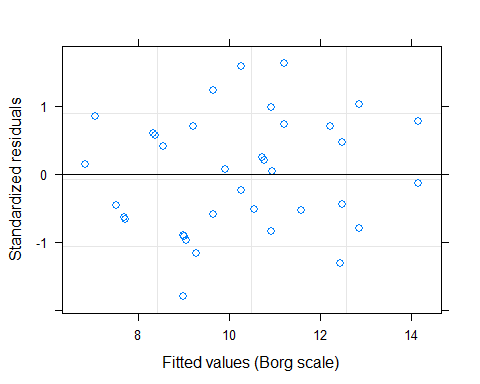 Standardized residuals
1
0
-1
8 10 12 14
Fitted values (Borg scale)